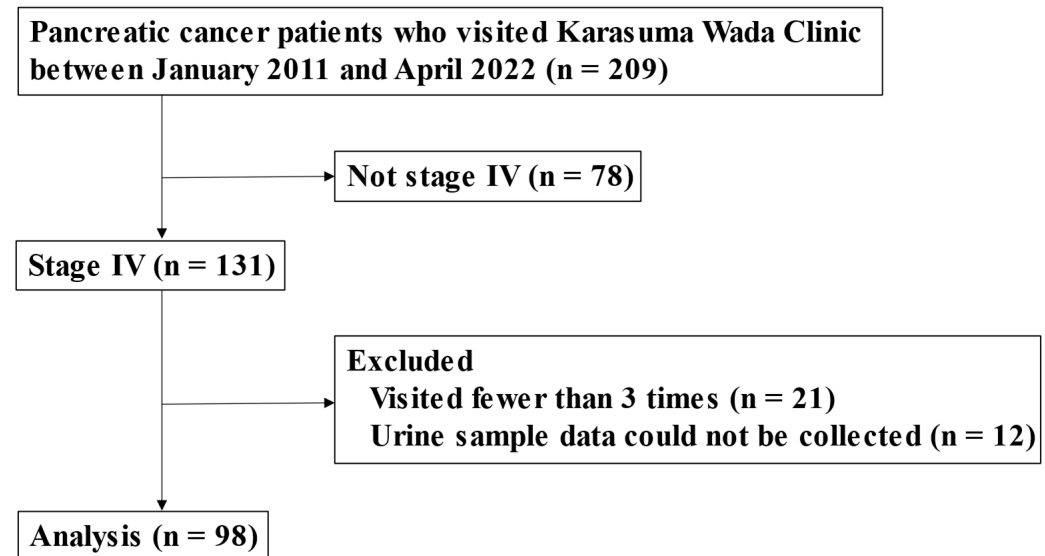 Pancreatic cancer patients who visited Karasuma Wada Clinic
between January 2011 and April 2022 (n = 209)
Not stage IV (n = 78)
Stage IV (n = 131)
Excluded
Visited fewer than 3 times (n = 21)
Urine sample data could not be collected (n = 12)
Analysis (n = 98)